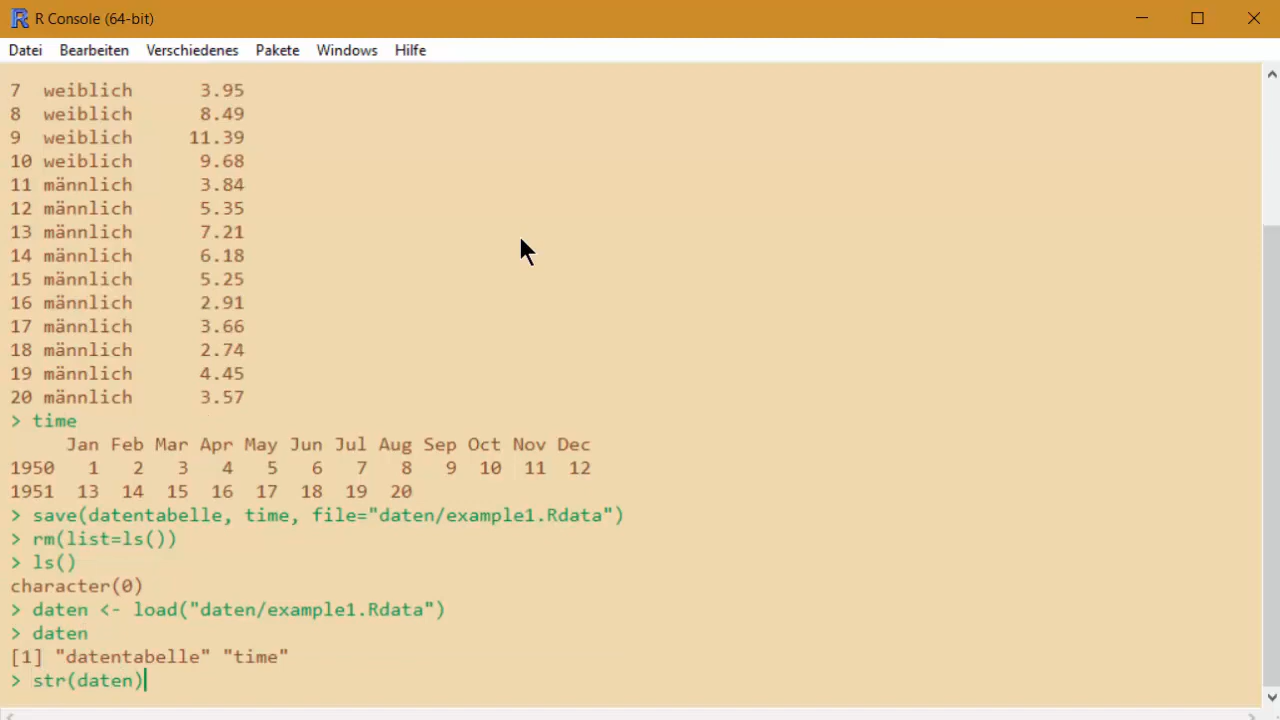 R Console (64-bit)
Datei Bearbeiten Verschiedenes Pakete Windows Hilfe
7  weiblich      3.95
8  weiblich      8.49
9  weiblich     11.39
10 weiblich      9.68
11 männlich      3.84
12 männlich      5.35
13 männlich      7.21
14 männlich      6.18
15 männlich      5.25
16 männlich      2.91
17 männlich      3.66
18 männlich      2.74
19 männlich      4.45
20 männlich      3.57
> time
     Jan Feb Mar Apr May Jun Jul Aug Sep Oct Nov Dec
1950   1   2   3   4   5   6   7   8   9  10  11  12
1951  13  14  15  16  17  18  19  20
> save(datentabelle, time, file="daten/example1.Rdata")
> rm(list=ls())
> ls()
character(0)
> daten <- load("daten/example1.Rdata")
> daten
[1] "datentabelle" "time"
> str(daten)